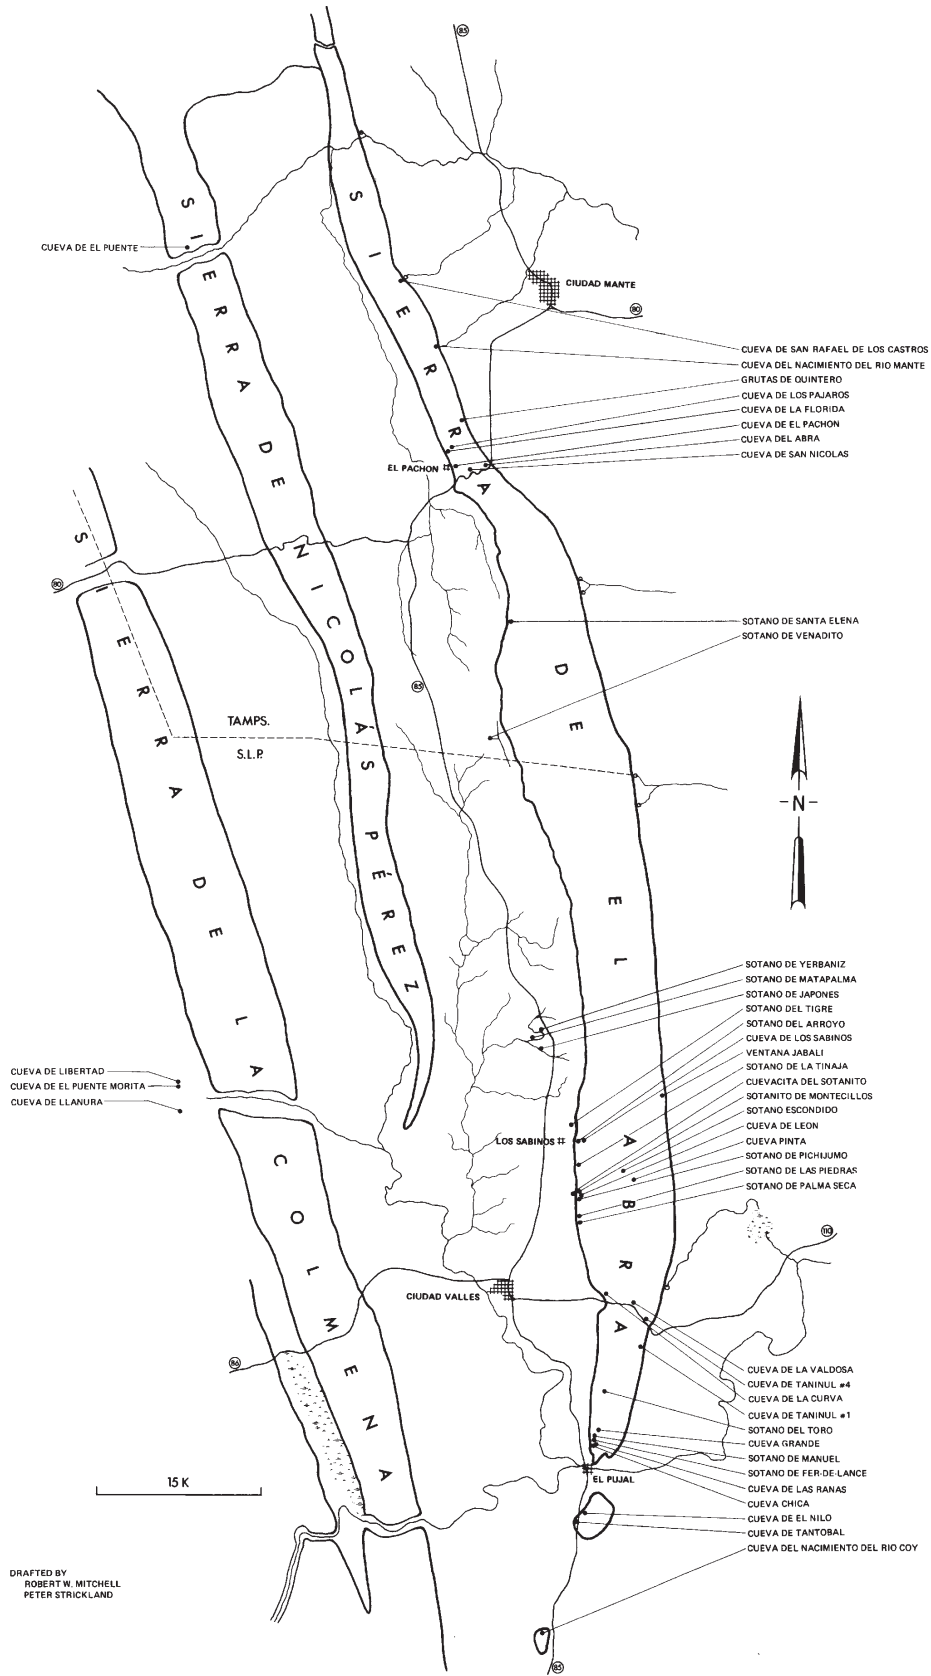 85
CUEVA DE EL PUENTE
CIUDAD MANTE
80
CUEVA DE SAN RAFAEL DE LOS CASTROS
CUEVA DEL NACIMIENTO DEL RIO MANTE
GRUTAS DE QUINTERO
CUEVA DE LOS PAJAROS
CUEVA DE LA FLORIDA
CUEVA DE EL PACHON
CUEVA DEL ABRA
CUEVA DE SAN NICOLAS
EL PACHON
SIERRA DE NICOLÁS PÉREZ
SIERRA DE EL ABRA
SIERRA DE LA COLMENA
80
SOTANO DE SANTA ELENA
SOTANO DE VENADITO
85
TAMPS.
S.L.P.
-N-
SOTANO DE YERBANIZ
SOTANO DE MATAPALMA
SOTANO DE JAPONES
SOTANO DEL TIGRE
SOTANO DEL ARROYO
CUEVA DE LOS SABINOS
VENTANA JABALI
SOTANO DE LA TINAJA
CUEVACITA DEL SOTANITO
SOTANITO DE MONTECILLOS
SOTANO ESCONDIDO
CUEVA DE LEON
CUEVA PINTA
SOTANO DE PICHIJUMO
SOTANO DE LAS PIEDRAS
SOTANO DE PALMA SECA
CUEVA DE LIBERTAD
CUEVA DE EL PUENTE MORITA
CUEVA DE LLANURA
LOS SABINOS
110
CIUDAD VALLES
86
CUEVA DE LA VALDOSA
CUEVA DE TANINUL #4
CUEVA DE LA CURVA
CUEVA DE TANINUL #1
SOTANO DEL TORO
CUEVA GRANDE
SOTANO DE MANUEL
SOTANO DE FER-DE-LANCE
CUEVA DE LAS RANAS
CUEVA CHICA
CUEVA DE EL NILO
CUEVA DE TANTOBAL
CUEVA DEL NACIMIENTO DEL RIO COY
EL PUJAL
15 K
DRAFTED BY
ROBERT W. MITCHELL
PETER STRICKLAND
85